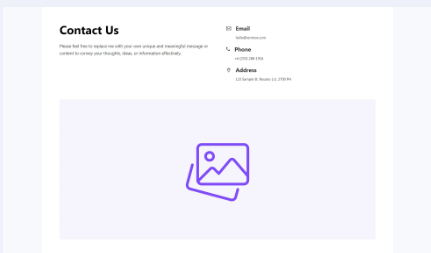 Contact Us
Please feel free to replace me with your own unique and meaningful message or
content to convey your thoughts, ideas, or information effectively.
Email
Phone
Address